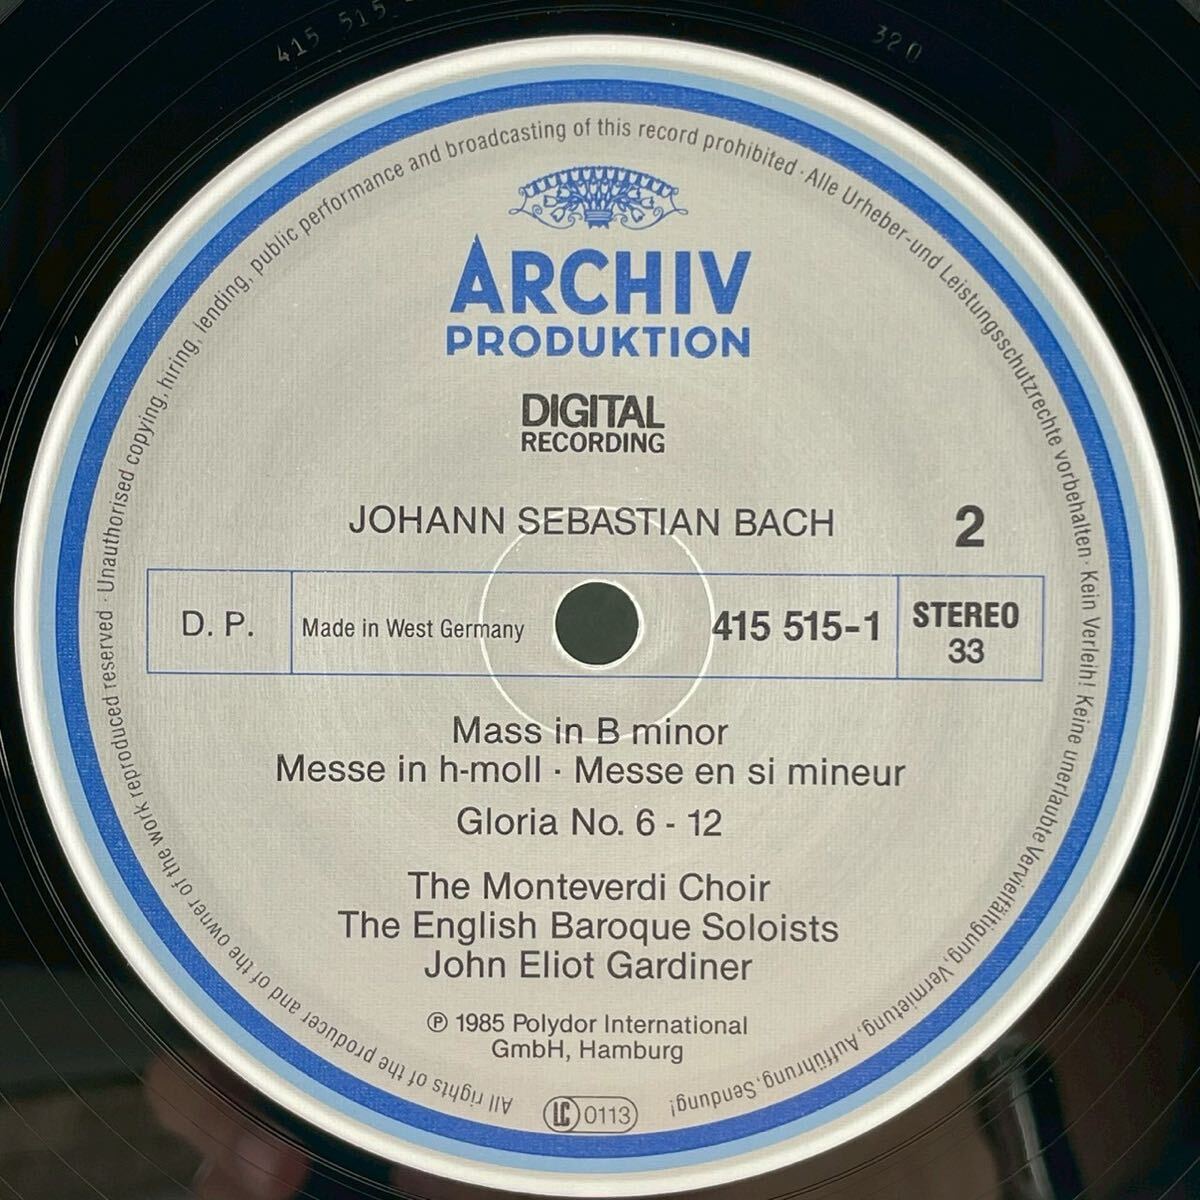 415 515
320
All rights of the producer and of the owner of the work reproduced reserved · Unauthorised copying, hiring, lending, public performance and broadcasting of this record prohibited · Alle Urheber- und Leistungsschutzrechte vorbehalten · Kein Verleih! Keine unerlaubte Vervielfältigung, Vermietung, Aufführung, Sendung!
ARCHIV
PRODUKTION
DIGITAL
RECORDING
JOHANN SEBASTIAN BACH
2
D. P.
Made in West Germany
415 515-1
STEREO
33
Mass in B minor
Messe in h-moll · Messe en si mineur
Gloria No. 6 - 12
The Monteverdi Choir
The English Baroque Soloists
John Eliot Gardiner
℗ 1985 Polydor International
GmbH, Hamburg
LC 0113